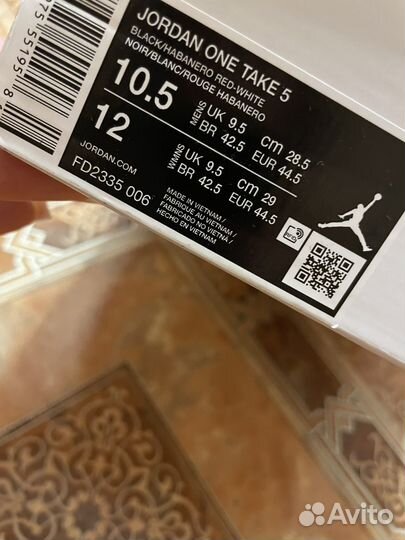 JORDAN ONE TAKE 5
BLACK/HABANERO RED-WHITE
NOIR/BLANC/ROUGE HABANERO
10.5 MENS UK 9.5 cm 28.5
BR 42.5 EUR 44.5
12 WMNS UK 9.5 cm 29
BR 42.5 EUR 44.5
JORDAN.COM
FD2335 006
MADE IN VIETNAM /
FABRIQUÉ AU VIETNAM /
FABRICADO NO VIETNÃ /
HECHO EN VIETNAM
RFID
Avito